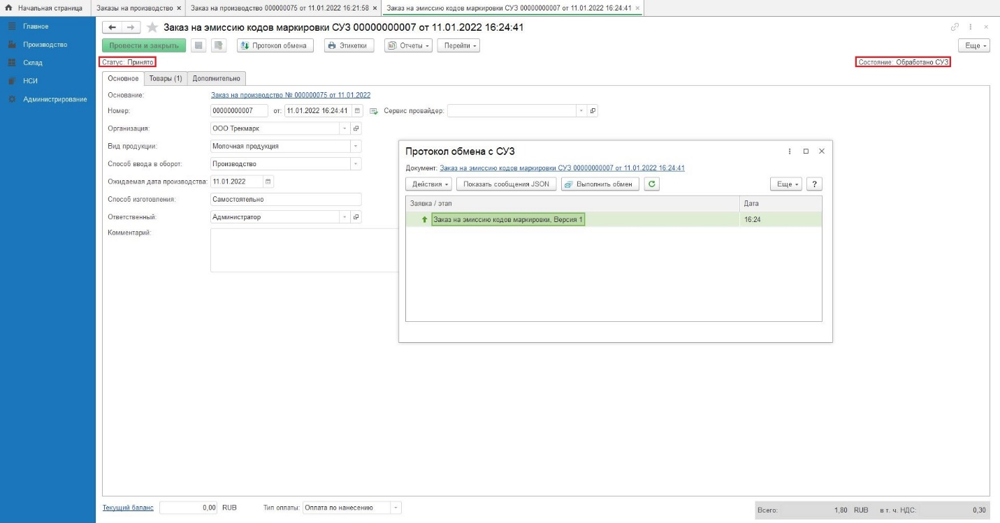 Начальная страница Заказы на производство × Заказ на производство 000000075 от 11.01.2022 16:21:58 × Заказ на эмиссию кодов маркировки СУЗ 00000000007 от 11.01.2022 16:24:41 ×
Главное
Производство
Склад
НСИ
Администрирование
Заказ на эмиссию кодов маркировки СУЗ 00000000007 от 11.01.2022 16:24:41
Провести и закрыть Протокол обмена Этикетки Отчеты Перейти Еще
Статус: Принято Состояние: Обработано СУЗ
Основное Товары (1) Дополнительно
Основание: Заказ на производство № 000000075 от 11.01.2022
Номер: 00000000007 от: 11.01.2022 16:24:41 Сервис провайдер:
Организация: ООО Трекмарк
Вид продукции: Молочная продукция
Способ ввода в оборот: Производство
Ожидаемая дата производства: 11.01.2022
Способ изготовления: Самостоятельно
Ответственный: Администратор
Комментарий:
Протокол обмена с СУЗ
Документ: Заказ на эмиссию кодов маркировки СУЗ 00000000007 от 11.01.2022 16:24:41
Действия Показать сообщения JSON Выполнить обмен Еще ?
Заявка / этап Дата
Заказ на эмиссию кодов маркировки, Версия 1 16:24
Текущий баланс 0,00 RUB Тип оплаты: Оплата по нанесению Всего: 1,80 RUB в т. ч. НДС: 0,30